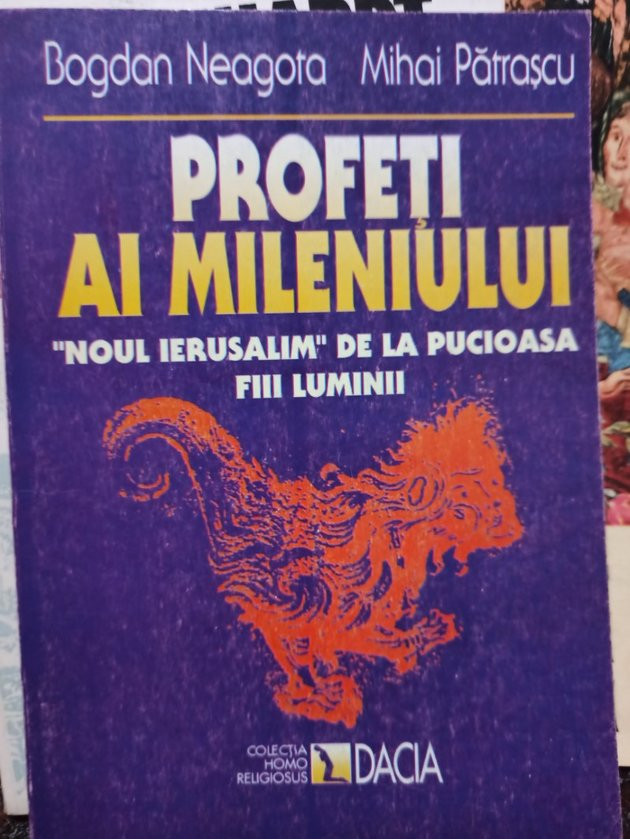 Bogdan Neagota Mihai Pătrașcu
PROFEȚI
AI MILENIULUI
"NOUL IERUSALIM" DE LA PUCIOASA
FIII LUMINII
COLECȚIA
HOMO
RELIGIOSUS
DACIA